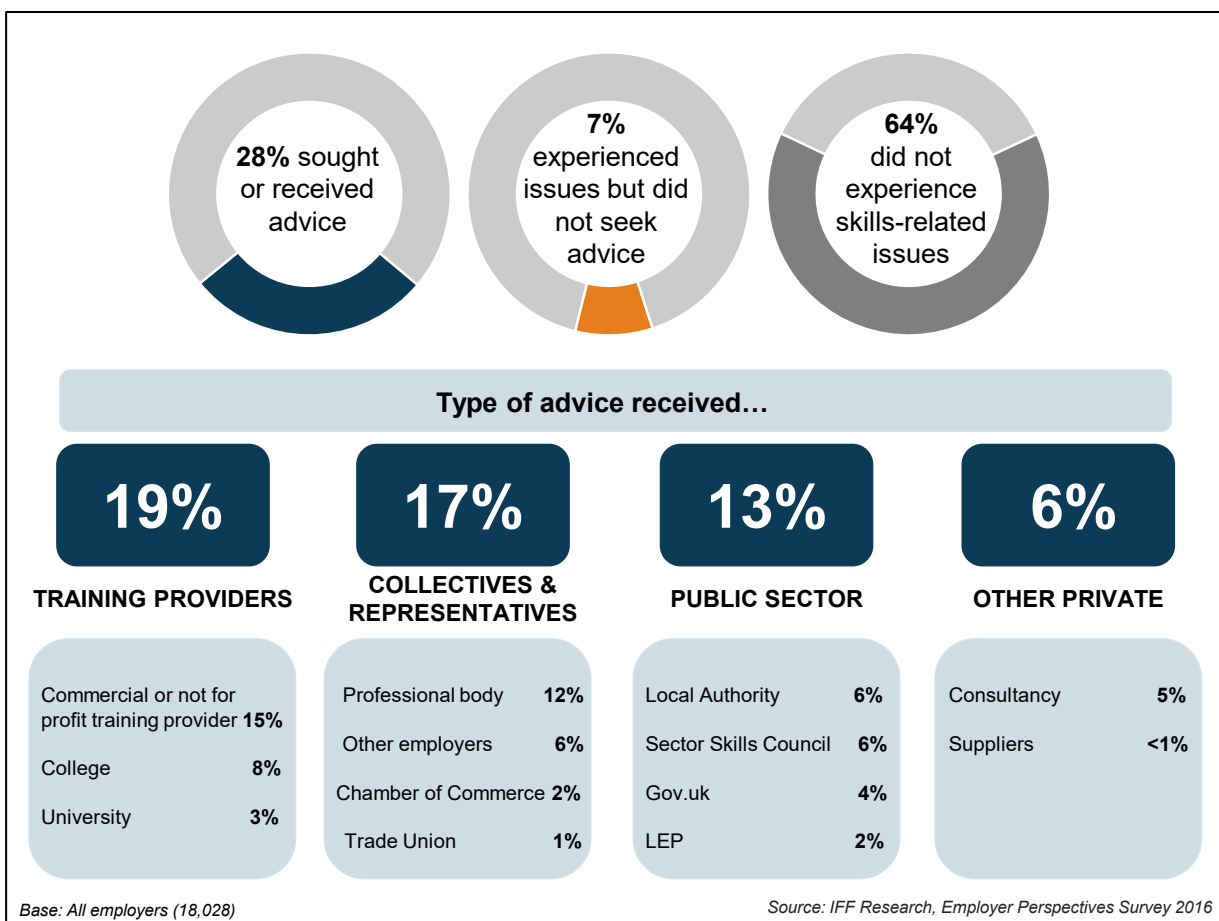 28% sought
or received
advice
7%
experienced
issues but did
not seek
advice
64%
did not
experience
skills-related
issues
Type of advice received…
19%
17%
13%
6%
TRAINING PROVIDERS
COLLECTIVES &
REPRESENTATIVES
PUBLIC SECTOR
OTHER PRIVATE
Commercial or not for
profit training provider 15%
College 8%
University 3%
Professional body 12%
Other employers 6%
Chamber of Commerce 2%
Trade Union 1%
Local Authority 6%
Sector Skills Council 6%
Gov.uk 4%
LEP 2%
Consultancy 5%
Suppliers <1%
Base: All employers (18,028)
Source: IFF Research, Employer Perspectives Survey 2016